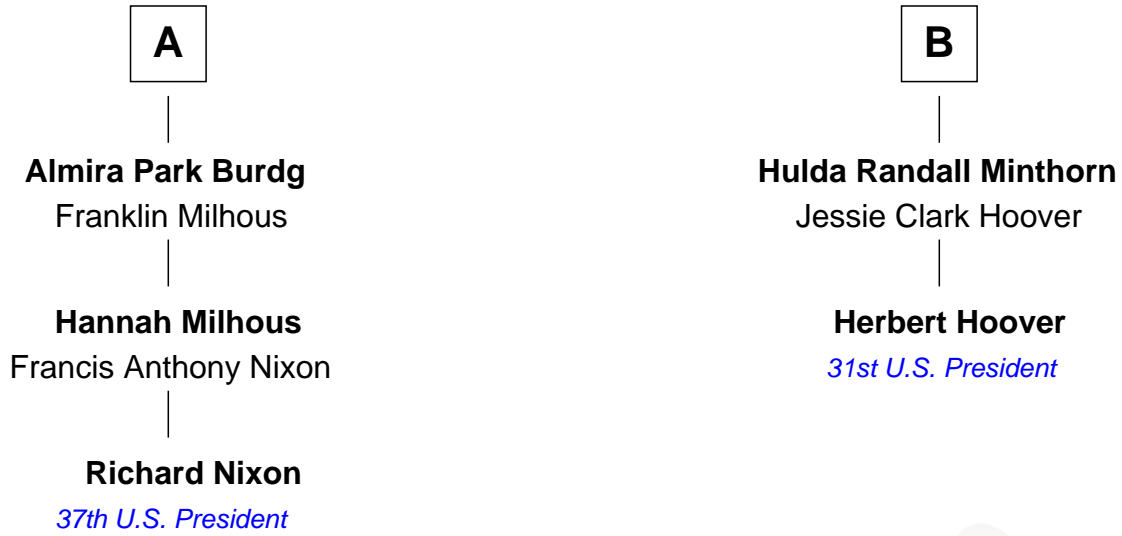 A
Almira Park Burdg
Franklin Milhous
Hannah Milhous
Francis Anthony Nixon
Richard Nixon
37th U.S. President
B
Hulda Randall Minthorn
Jessie Clark Hoover
Herbert Hoover
31st U.S. President